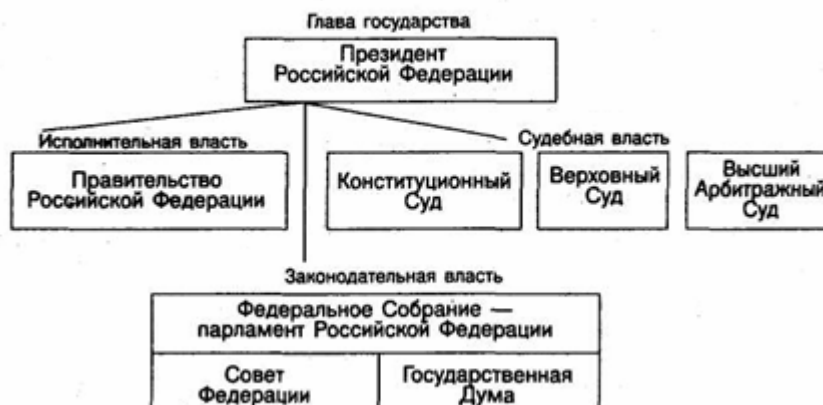 Глава государства
Президент
Российской Федерации
Исполнительная власть
Судебная власть
Правительство
Российской Федерации
Конституционный
Суд
Верховный
Суд
Высший
Арбитражный
Суд
Законодательная власть
Федеральное Собрание —
парламент Российской Федерации
Совет
Федерации
Государственная
Дума